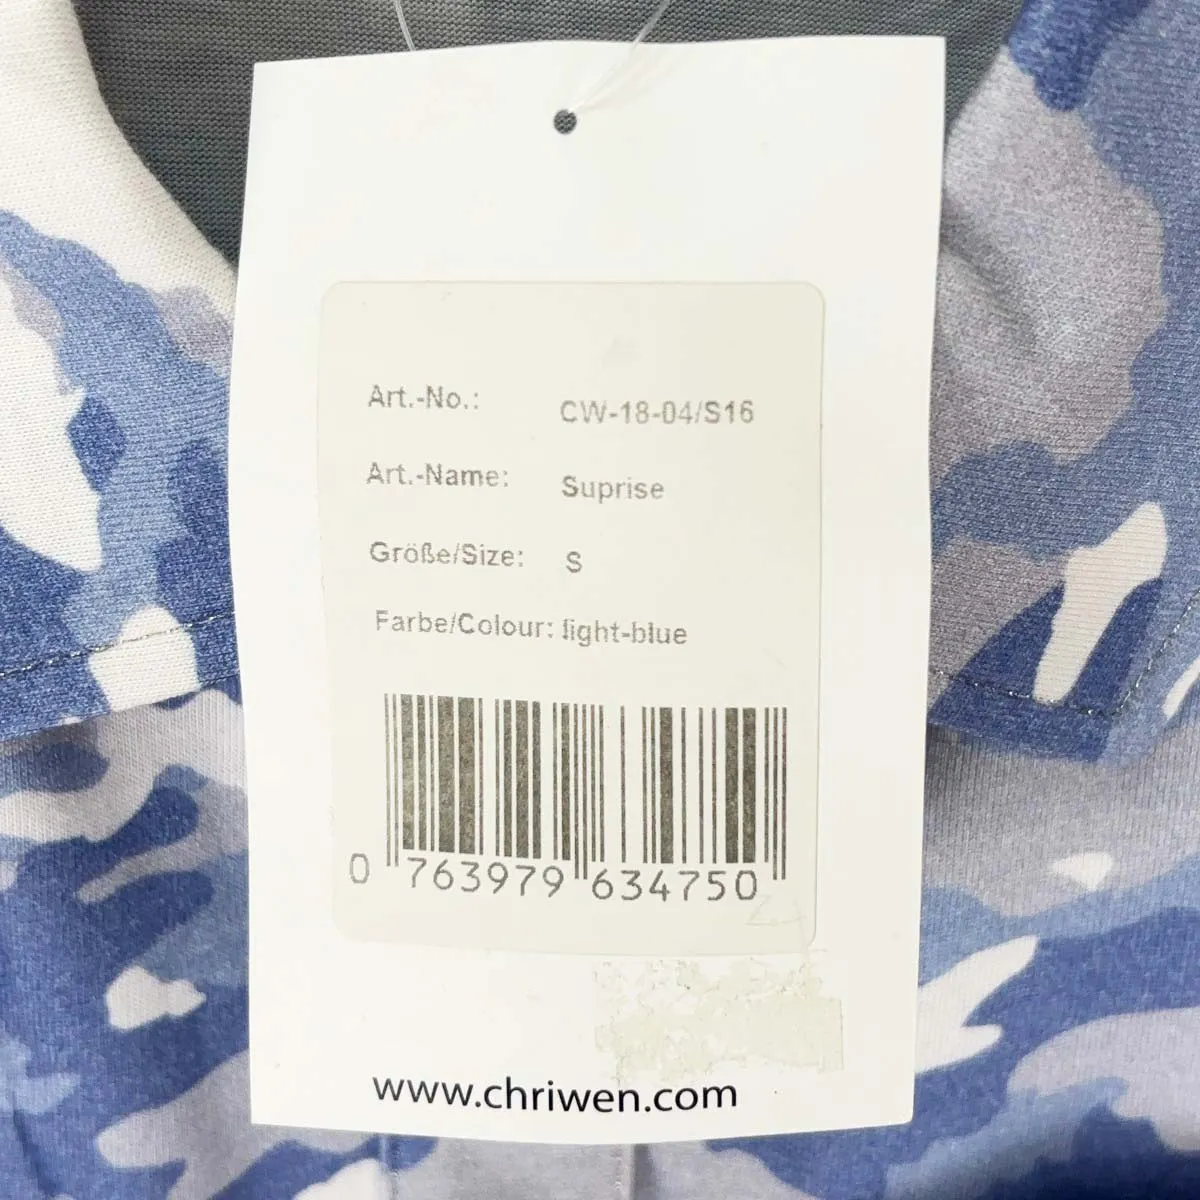 Art.-No.: CW-18-04/S16
Art.-Name: Suprise
Größe/Size: S
Farbe/Colour: light-blue
0 763979 634750
www.chriwen.com